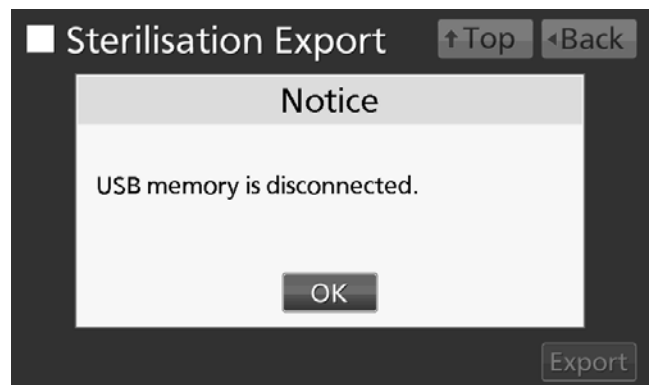 Sterilisation Export
↑Top
◂Back
Notice
USB memory is disconnected.
OK
Export